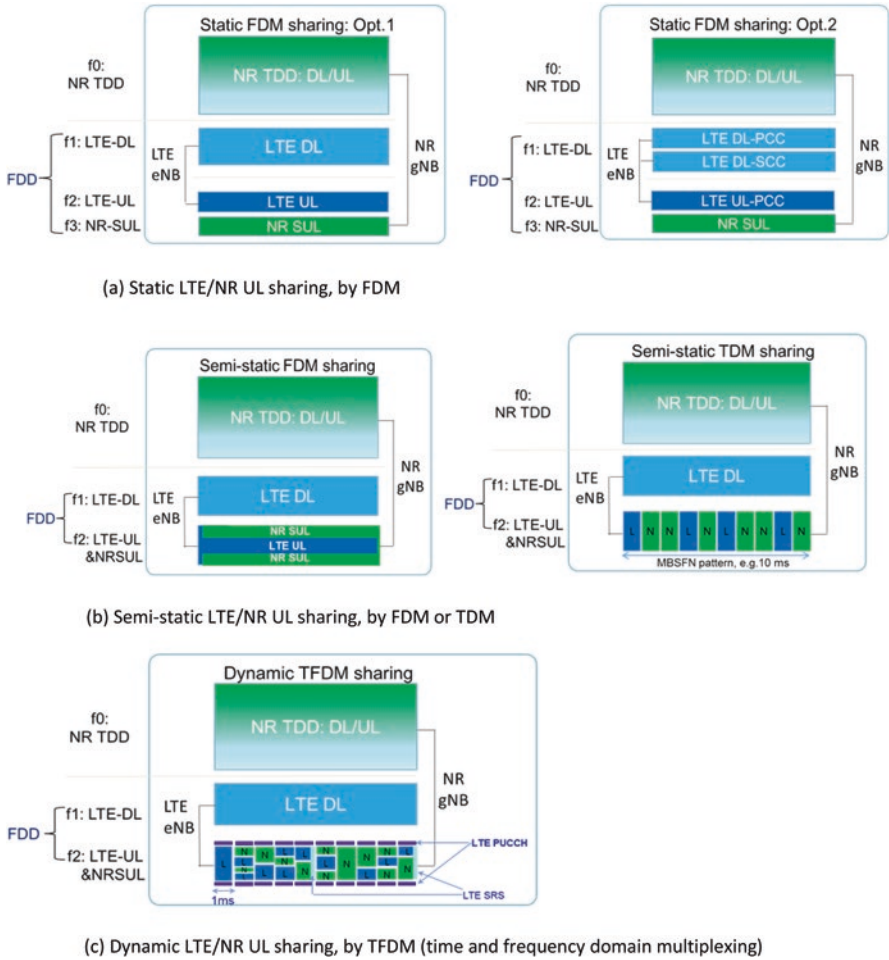 Static FDM sharing: Opt.1
f0:
NR TDD
NR TDD: DL/UL
f1: LTE-DL
FDD
LTE
eNB
LTE DL
NR
gNB
f2: LTE-UL
LTE UL
f3: NR-SUL
NR SUL
Static FDM sharing: Opt.2
f0:
NR TDD
NR TDD: DL/UL
f1: LTE-DL
FDD
LTE
eNB
LTE DL-PCC
LTE DL-SCC
NR
gNB
f2: LTE-UL
LTE UL-PCC
f3: NR-SUL
NR SUL
(a) Static LTE/NR UL sharing, by FDM
Semi-static FDM sharing
f0:
NR TDD
NR TDD: DL/UL
f1: LTE-DL
FDD
LTE
eNB
LTE DL
NR
gNB
f2: LTE-UL
&NRSUL
NR SUL
LTE UL
NR SUL
Semi-static TDM sharing
f0:
NR TDD
NR TDD: DL/UL
f1: LTE-DL
FDD
LTE
eNB
LTE DL
NR
gNB
f2: LTE-UL
&NRSUL
L N N L N L N N L N
MBSFN pattern, e.g.10 ms
(b) Semi-static LTE/NR UL sharing, by FDM or TDM
Dynamic TFDM sharing
f0:
NR TDD
NR TDD: DL/UL
f1: LTE-DL
FDD
LTE
eNB
LTE DL
NR
gNB
f2: LTE-UL
&NRSUL
LTE PUCCH
LTE SRS
1ms
(c) Dynamic LTE/NR UL sharing, by TFDM (time and frequency domain multiplexing)